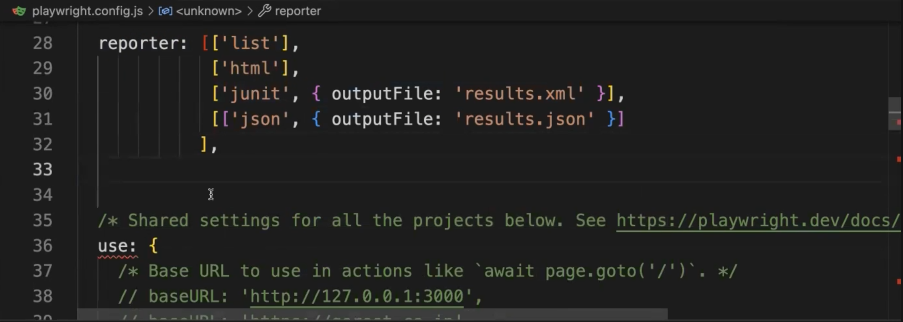 playwright.config.js > <unknown> > reporter
28 reporter: [['list'],
29 ['html'],
30 ['junit', { outputFile: 'results.xml' }],
31 [['json', { outputFile: 'results.json' }]
32 ],
33
34
35 /* Shared settings for all the projects below. See https://playwright.dev/docs/
36 use: {
37 /* Base URL to use in actions like `await page.goto('/')`. */
38 // baseURL: 'http://127.0.0.1:3000',